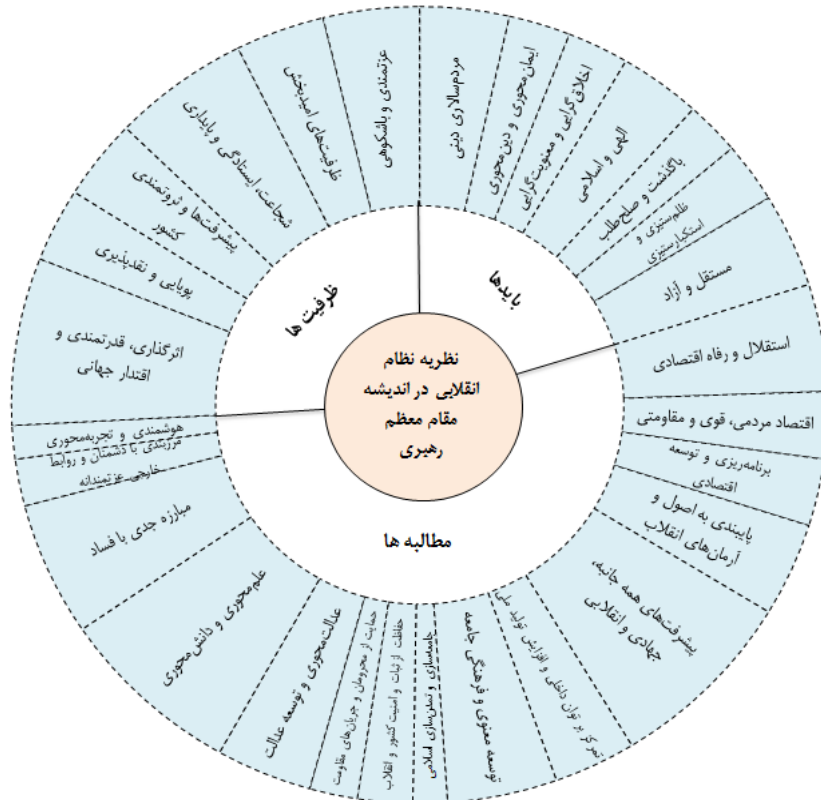 نظریه نظام
انقلابی در اندیشه
مقام معظم
رهبری
بایدها
مردم‌سالاری دینی
ایمان‌محوری و دین‌محوری
اخلاق‌گرایی و معنویت‌گرایی
الهی و اسلامی
باگذشت و صلح‌طلب
ظلم‌ستیزی و
استکبارستیزی
مستقل و آزاد
مطالبه ها
استقلال و رفاه اقتصادی
اقتصاد مردمی، قوی و مقاومتی
برنامه‌ریزی و توسعه
اقتصادی
پایبندی به اصول و
آرمان‌های انقلاب
پیشرفت‌های همه جانبه،
جهادی و انقلابی
تمرکز بر توان داخلی و افزایش تولید ملی
توسعه معنوی و فرهنگی جامعه
جامعه‌سازی و تمدن‌سازی اسلامی
حفاظت از ثبات و امنیت کشور و انقلاب
حمایت از محرومان و جریان‌های مقاومت
عدالت‌محوری و توسعه عدالت
علم‌محوری و دانش‌محوری
مبارزه جدی با فساد
مرزبندی با دشمنان و روابط
خارجی عزتمندانه
هوشمندی و تجربه‌محوری
ظرفیت ها
اثرگذاری، قدرتمندی و
اقتدار جهانی
پویایی و نقدپذیری
پیشرفت‌ها و ثروتمندی
کشور
شجاعت، ایستادگی و پایداری
ظرفیت‌های امیدبخش
عزتمندی و باشکوهی